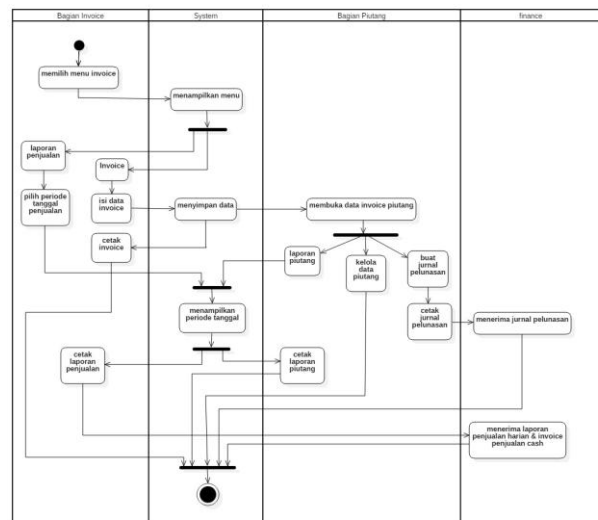 Bagian Invoice
System
Bagian Piutang
finance
memilih menu invoice
menampilkan menu
laporan
penjualan
Invoice
pilih periode
tanggal
penjualan
isi data
invoice
menyimpan data
membuka data invoice piutang
cetak
invoice
laporan
piutang
kelola
data
piutang
buat
jurnal
pelunasan
menampilkan
periode tanggal
cetak
jurnal
pelunasan
menerima jurnal pelunasan
cetak
laporan
penjualan
cetak
laporan
piutang
menerima laporan
penjualan harian & invoice
penjualan cash